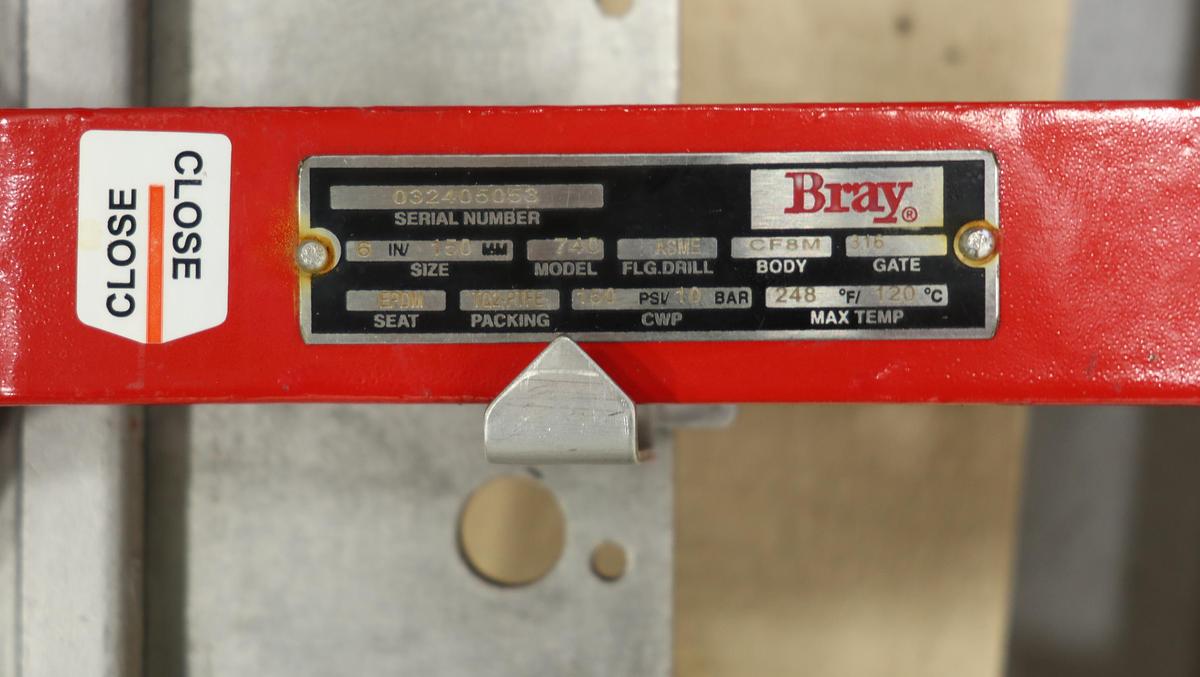 CLOSE
CLOSE
Bray®
032405053
SERIAL NUMBER
6 IN/ 150 MM 740 ASME CF8M 316
SIZE MODEL FLG.DRILL BODY GATE
EPDM TQ2-PTFE 150 PSI/ 10 BAR 248 °F/ 120 °C
SEAT PACKING CWP MAX TEMP